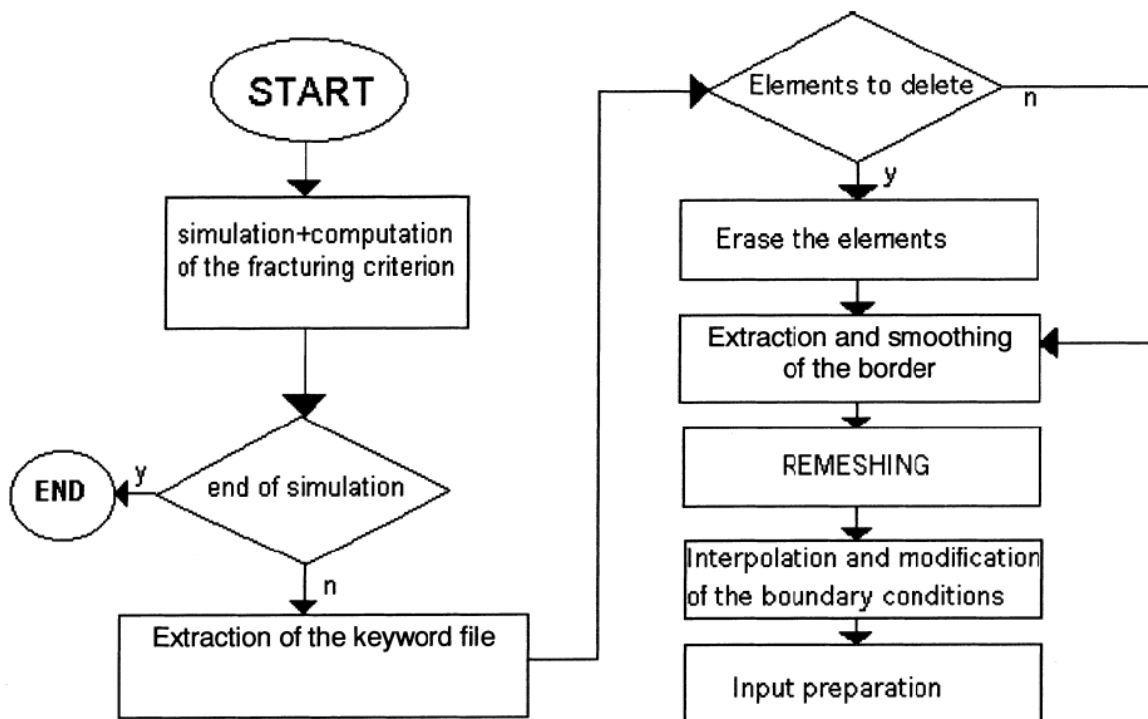 START
simulation+computation
of the fracturing criterion
end of simulation
y
END
n
Extraction of the keyword file
Elements to delete
n
y
Erase the elements
Extraction and smoothing
of the border
REMESHING
Interpolation and modification
of the boundary conditions
Input preparation